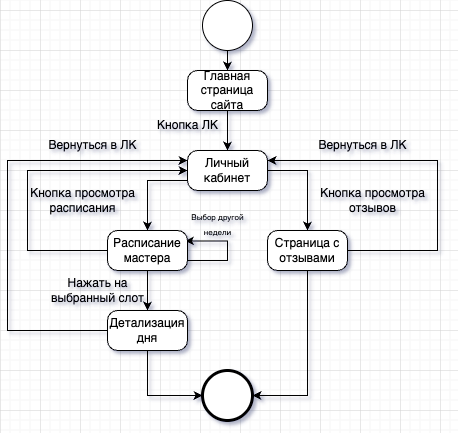 Главная
страница
сайта
Кнопка ЛК
Вернуться в ЛК
Вернуться в ЛК
Личный
кабинет
Кнопка просмотра
расписания
Кнопка просмотра
отзывов
Выбор другой
недели
Расписание
мастера
Страница с
отзывами
Нажать на
выбранный слот
Детализация
дня